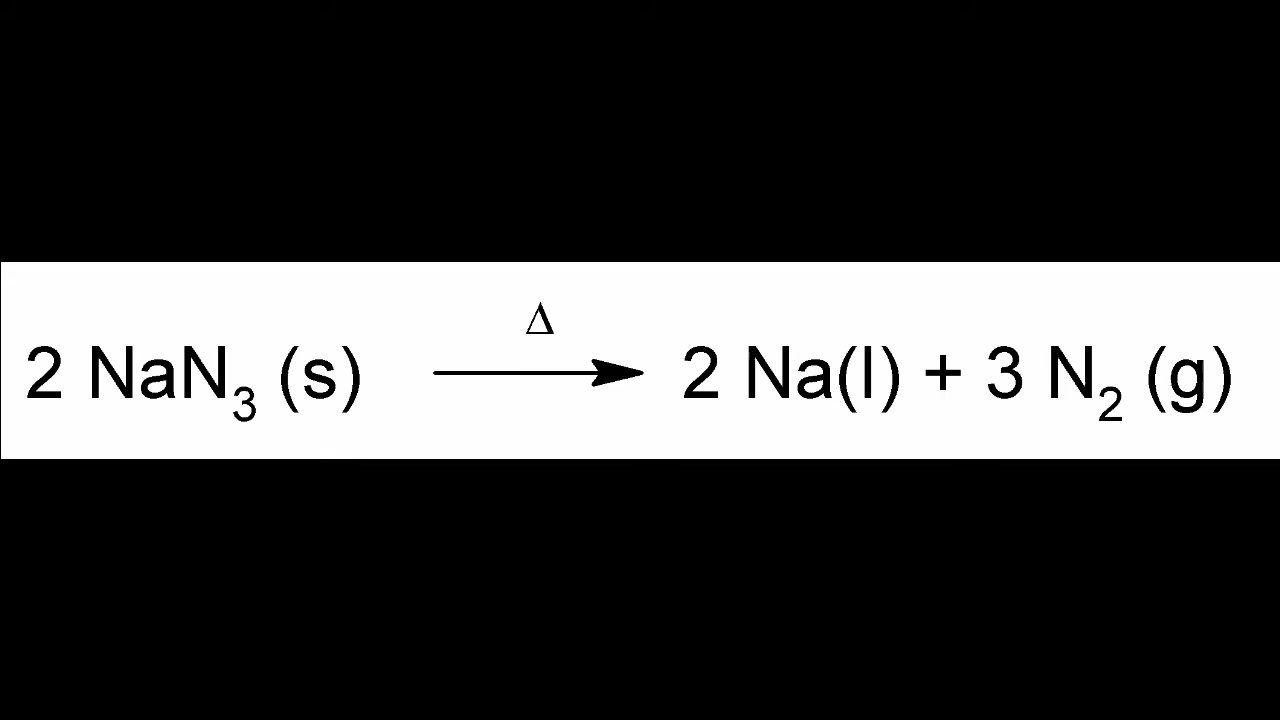 Δ
2 NaN₃ (s) → 2 Na(l) + 3 N₂ (g)